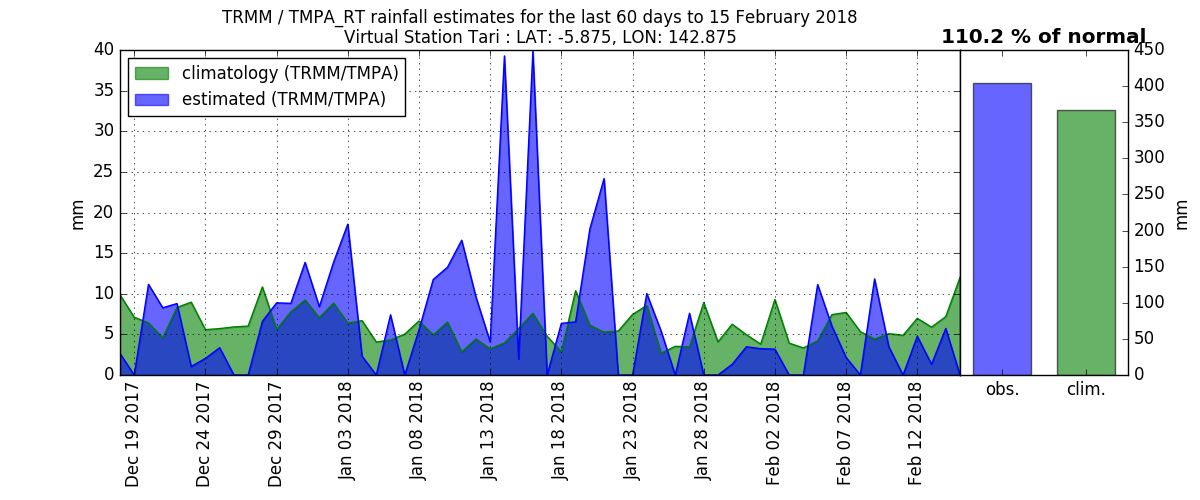 TRMM / TMPA_RT rainfall estimates for the last 60 days to 15 February 2018
Virtual Station Tari : LAT: -5.875, LON: 142.875
110.2 % of normal
climatology (TRMM/TMPA)
estimated (TRMM/TMPA)
mm
40
35
30
25
20
15
10
5
0
Dec 19 2017
Dec 24 2017
Dec 29 2017
Jan 03 2018
Jan 08 2018
Jan 13 2018
Jan 18 2018
Jan 23 2018
Jan 28 2018
Feb 02 2018
Feb 07 2018
Feb 12 2018
obs.
clim.
450
400
350
300
250
200
150
100
50
0
mm